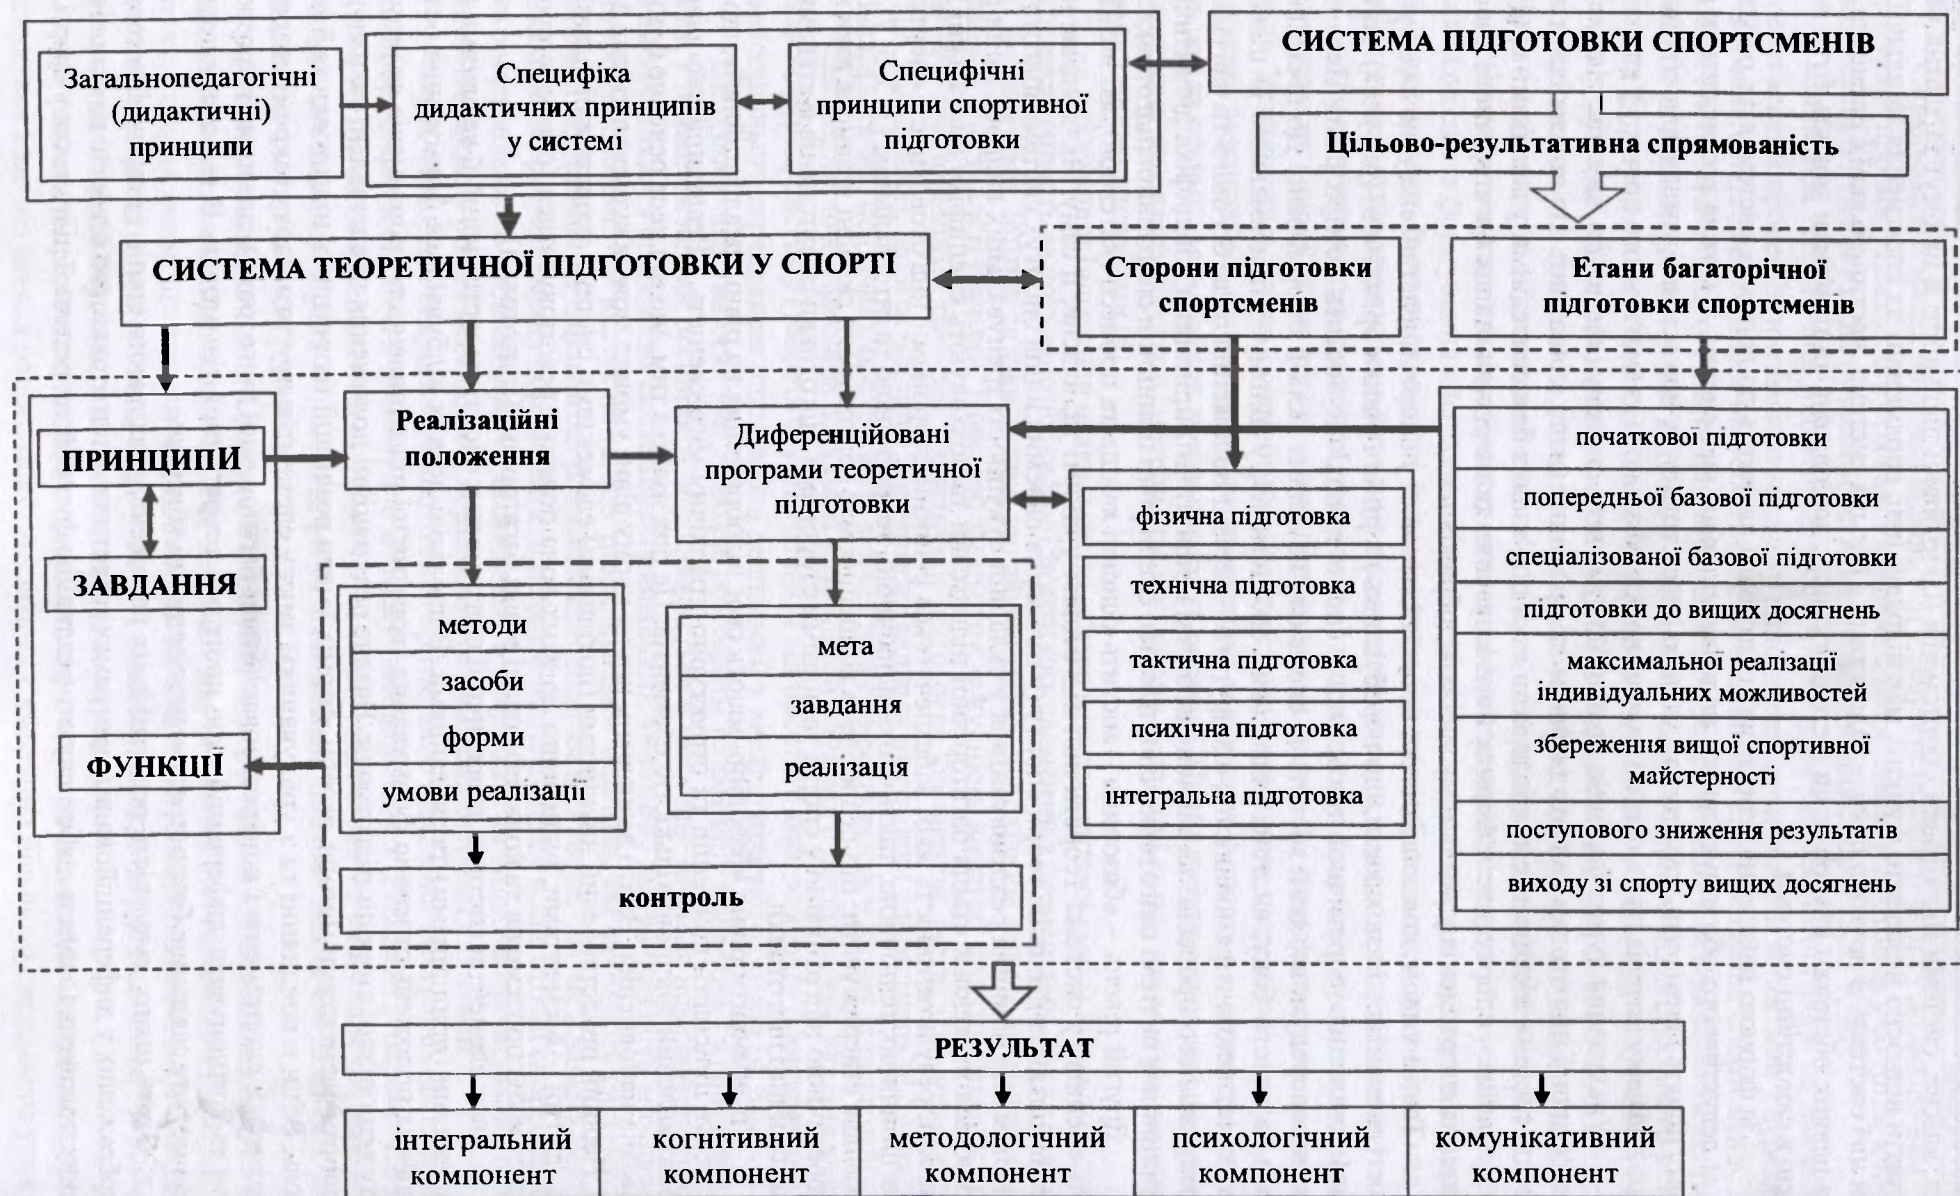 СИСТЕМА ПІДГОТОВКИ СПОРТСМЕНІВ
Загальнопедагогічні
(дидактичні)
принципи
Специфіка
дидактичних принципів
у системі
Специфічні
принципи спортивної
підготовки
Цільово-результативна спрямованість
СИСТЕМА ТЕОРЕТИЧНОЇ ПІДГОТОВКИ У СПОРТІ
Сторони підготовки
спортсменів
Етани багаторічної
підготовки спортсменів
ПРИНЦИПИ
ЗАВДАННЯ
ФУНКЦІЇ
Реалізаційні
положення
Диференційовані
програми теоретичної
підготовки
методи
засоби
форми
умови реалізації
мета
завдання
реалізація
контроль
фізична підготовка
технічна підготовка
тактична підготовка
психічна підготовка
інтегральна підготовка
початкової підготовки
попередньої базової підготовки
спеціалізованої базової підготовки
підготовки до вищих досягнень
максимальної реалізації
індивідуальних можливостей
збереження вищої спортивної
майстерності
поступового зниження результатів
виходу зі спорту вищих досягнень
РЕЗУЛЬТАТ
інтегральний
компонент
когнітивний
компонент
методологічний
компонент
психологічний
компонент
комунікативний
компонент